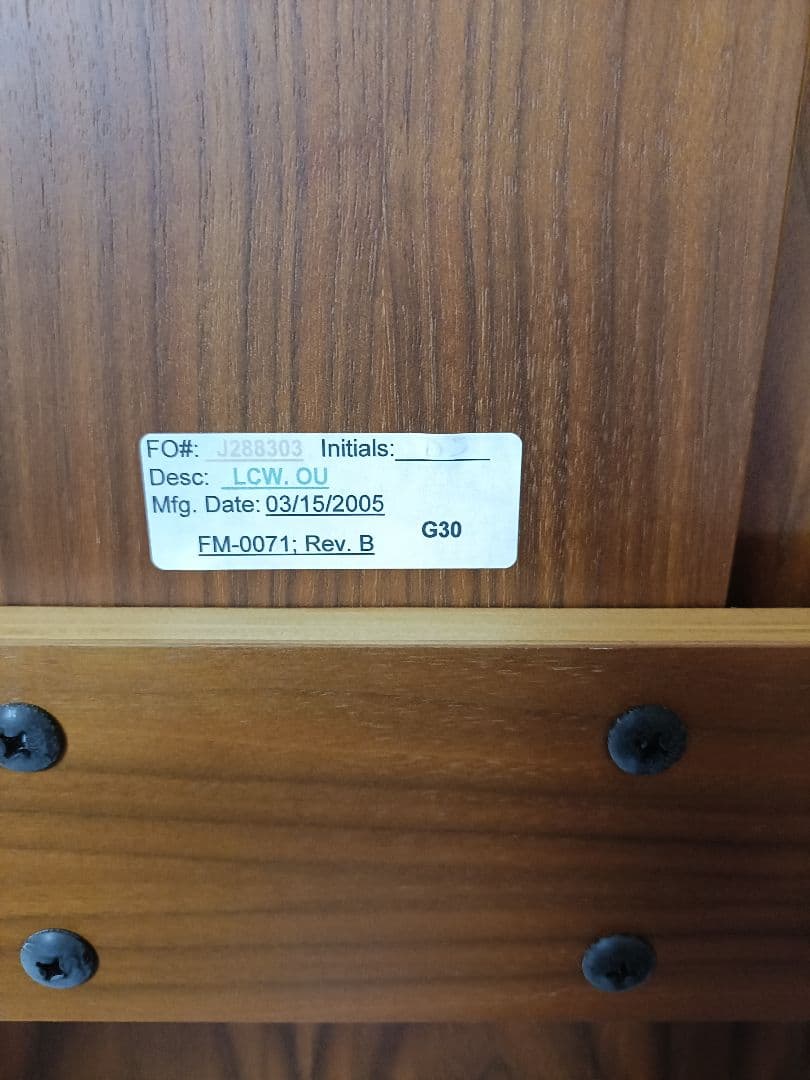 FO#: J288303 Initials:
Desc: LCW. OU
Mfg. Date: 03/15/2005
FM-0071; Rev. B G30